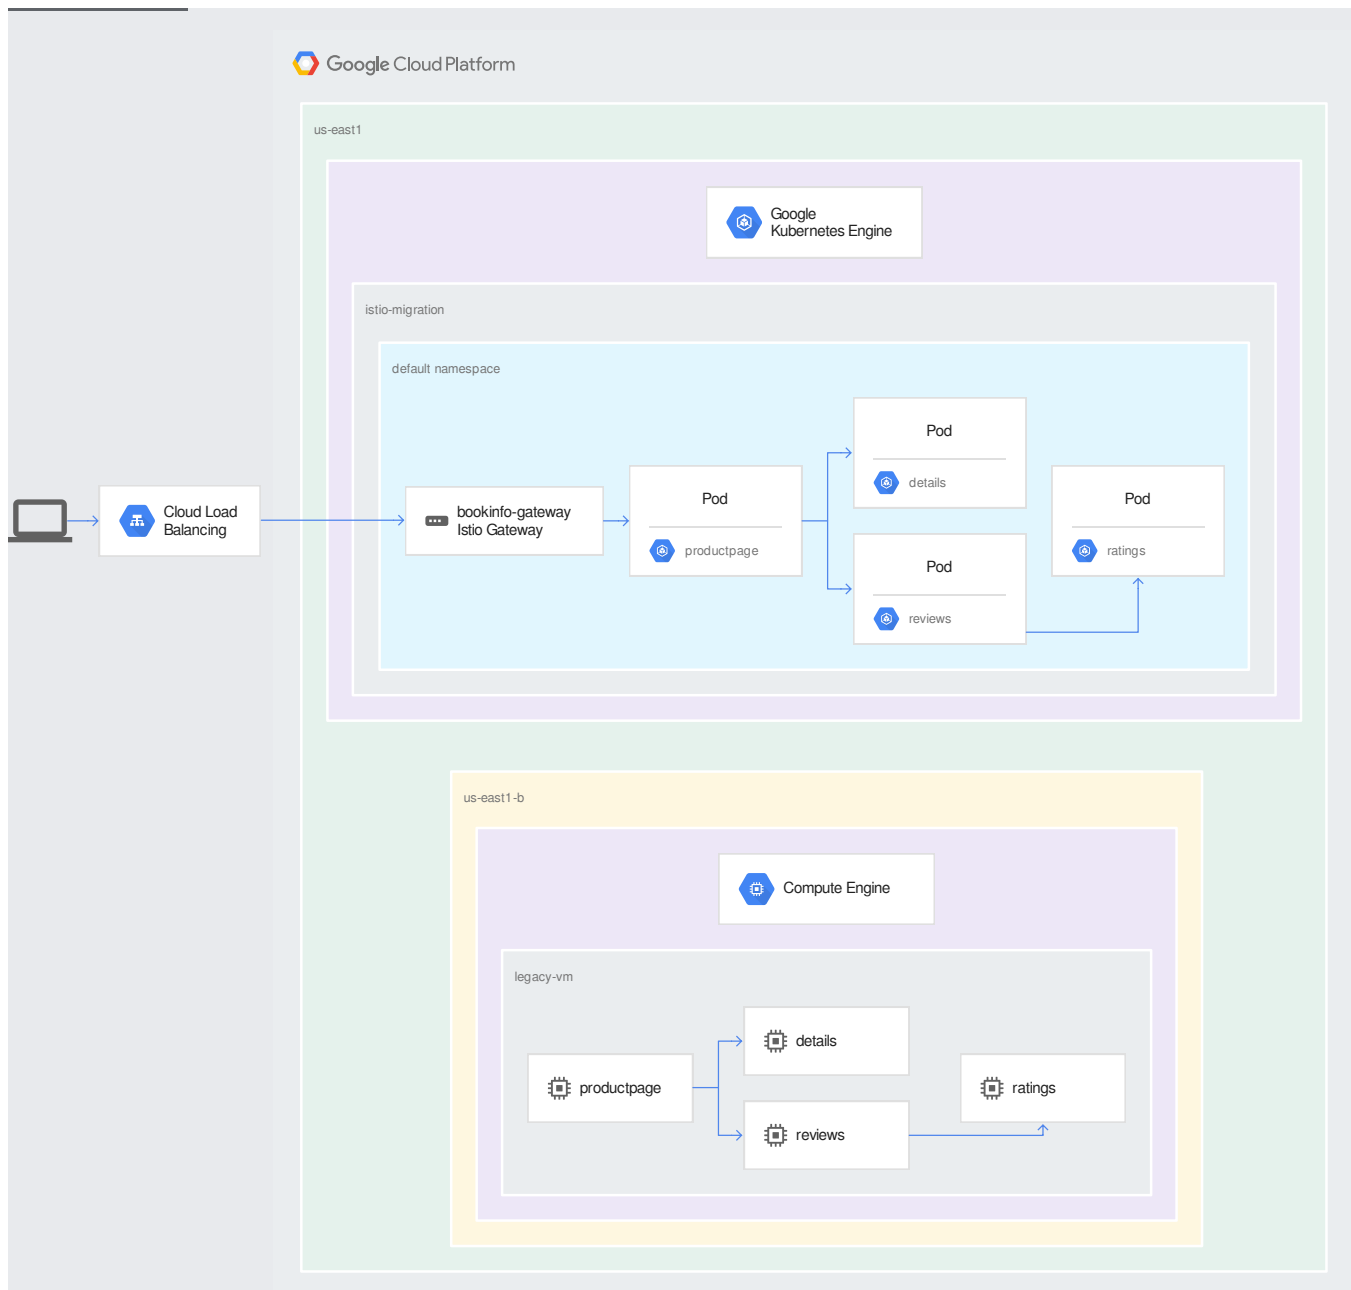 Google Cloud Platform
us-east1
Google
Kubernetes Engine
istio-migration
default namespace
Cloud Load
Balancing
bookinfo-gateway
Istio Gateway
Pod
productpage
Pod
details
Pod
reviews
Pod
ratings
us-east1-b
Compute Engine
legacy-vm
productpage
details
reviews
ratings